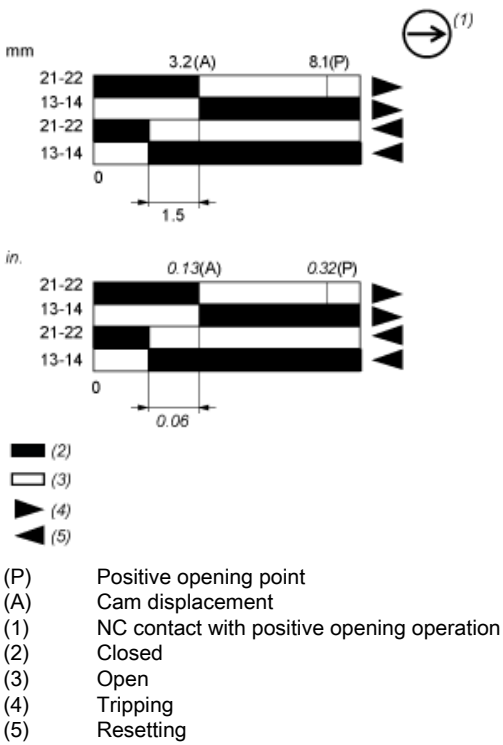 (1)
mm
3.2(A) 8.1(P)
21-22
13-14
21-22
13-14
0
1.5
in.
0.13(A) 0.32(P)
21-22
13-14
21-22
13-14
0
0.06
(2)
(3)
(4)
(5)
(P) Positive opening point
(A) Cam displacement
(1) NC contact with positive opening operation
(2) Closed
(3) Open
(4) Tripping
(5) Resetting